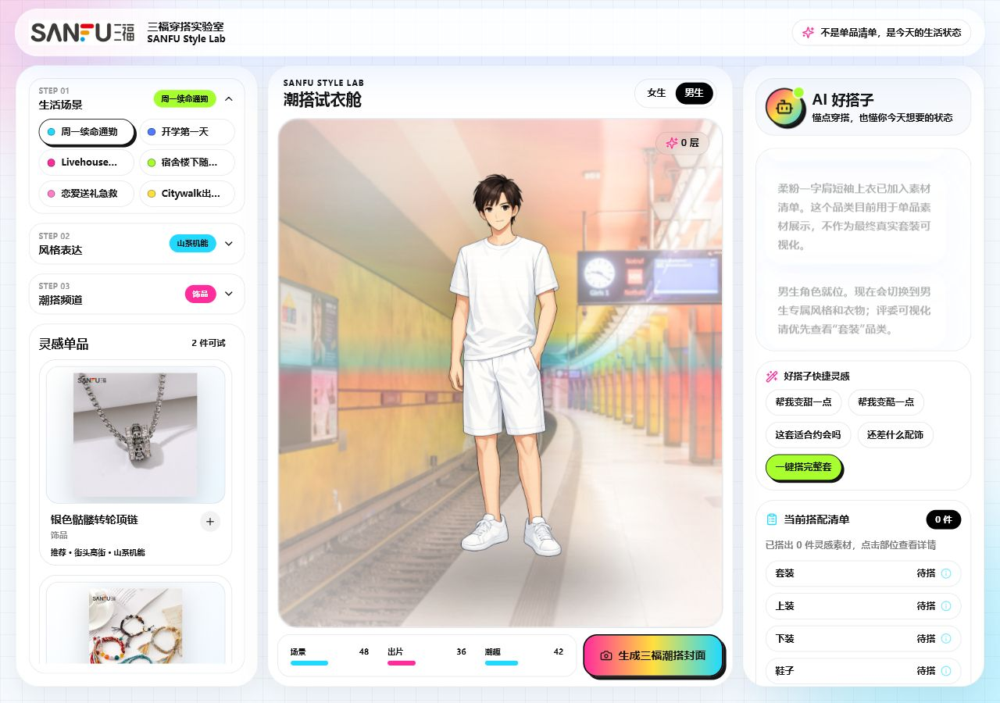 SANFU三福
三福穿搭实验室
SANFU Style Lab
不是单品清单，是今天的生活状态
STEP 01
生活场景
周一续命通勤
周一续命通勤
开学第一天
Livehouse...
宿舍楼下随...
恋爱送礼急救
Citywalk出...
STEP 02
风格表达
山系机能
STEP 03
潮搭频道
饰品
灵感单品
2 件可试
SANFU三福
银色骷髅转轮项链
饰品
推荐 • 街头高街 • 山系机能
SANFU三福
SANFU STYLE LAB
潮搭试衣舱
女生
男生
0 层
Notruf
SOS
Gleis 1
场景
48
出片
36
潮趣
42
生成三福潮搭封面
AI 好搭子
懂点穿搭，也懂你今天想要的状态
柔粉一字肩短袖上衣已加入素材
清单。这个品类目前用于单品素
材展示，不作为最终真实套装可
视化。
男生角色就位。现在会切换到男
生专属风格和衣物；评委可视化
请优先查看“套装”品类。
好搭子快捷灵感
帮我变甜一点
帮我变酷一点
这套适合约会吗
还差什么配饰
一键搭完整套
当前搭配清单
0 件
已搭出 0 件灵感素材，点击部位查看详情
套装
待搭
上装
待搭
下装
待搭
鞋子
待搭